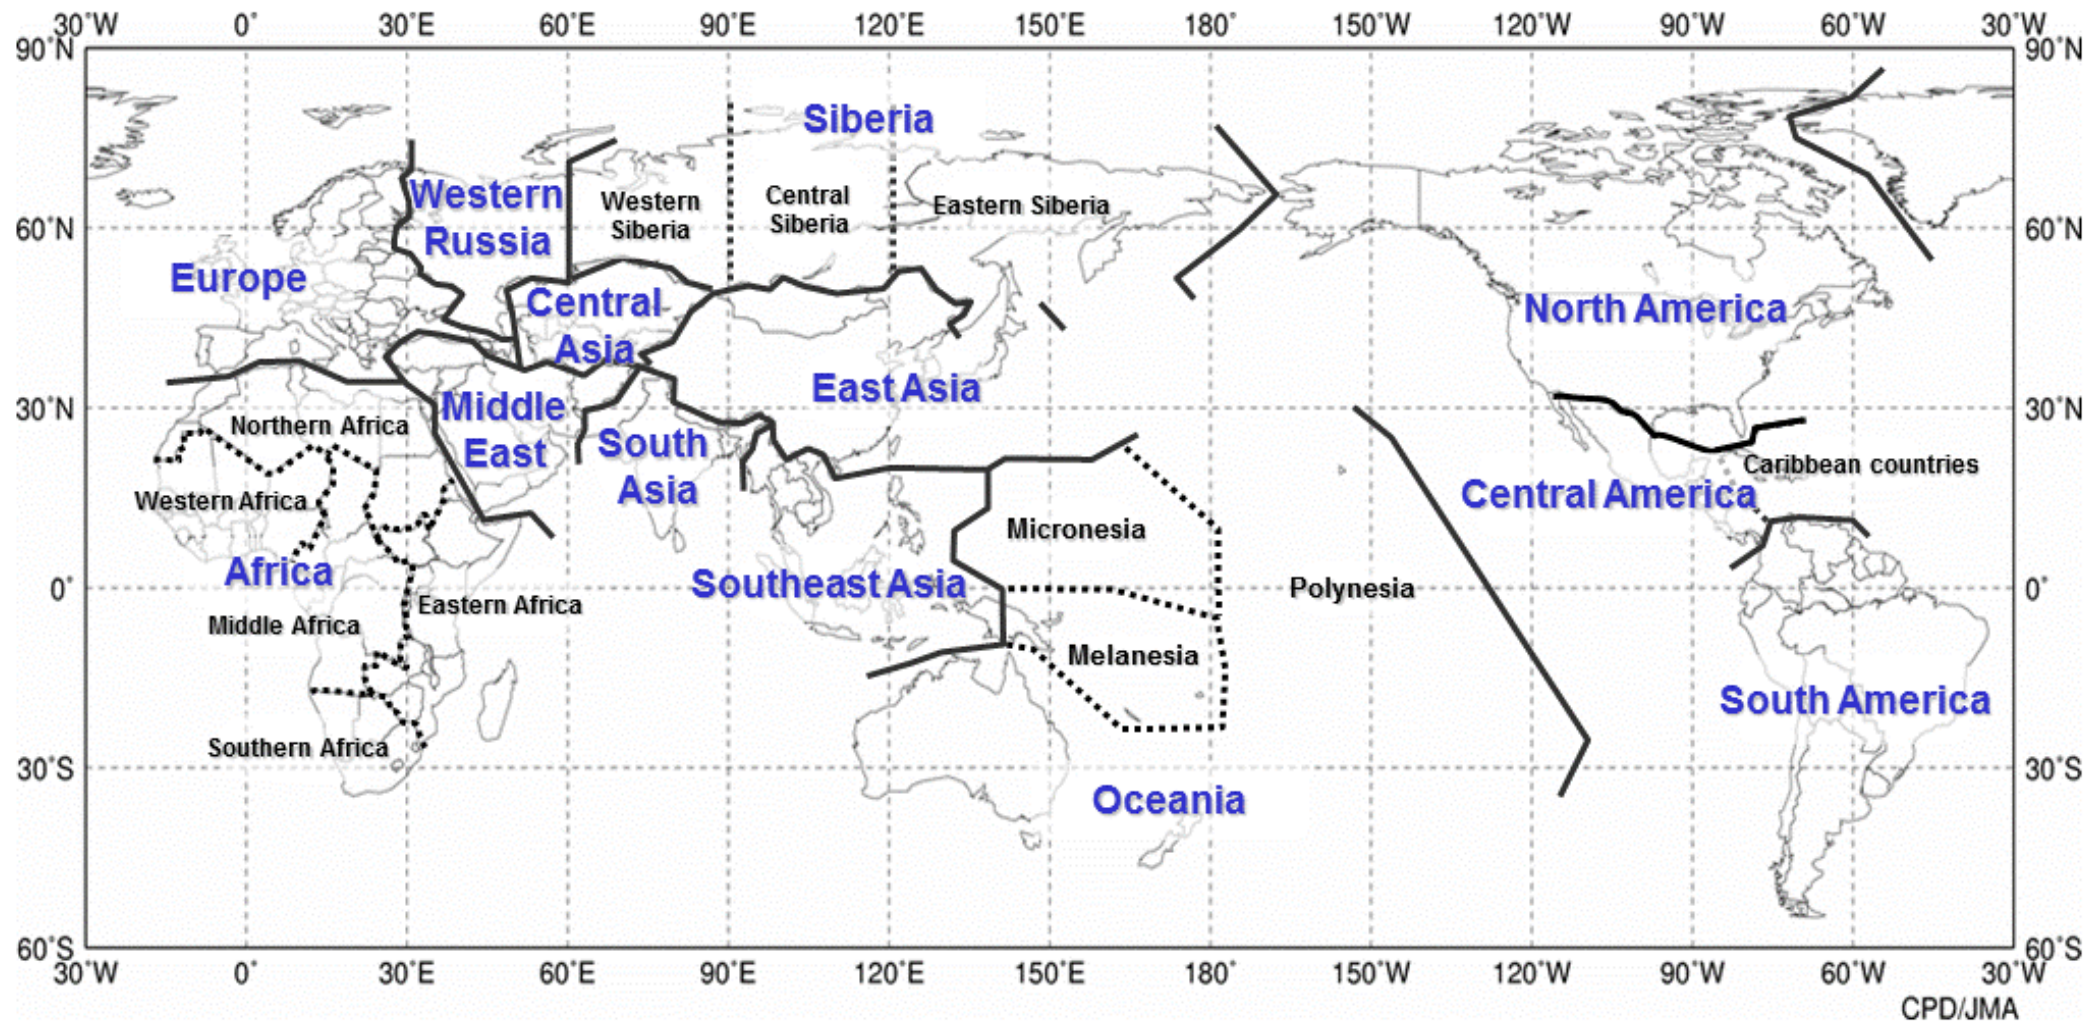 30˚W 0˚ 30˚E 60˚E 90˚E 120˚E 150˚E 180˚ 150˚W 120˚W 90˚W 60˚W 30˚W
90˚N 90˚N
Siberia
Western
Russia
Western
Siberia
Central
Siberia
Eastern Siberia
60˚N 60˚N
Europe
Central
Asia
North America
East Asia
Middle
East
30˚N 30˚N
Northern Africa
South
Asia
Caribbean countries
Central America
Western Africa
Micronesia
Africa
Southeast Asia
0˚ 0˚
Polynesia
Eastern Africa
Middle Africa
Melanesia
South America
Southern Africa
30˚S 30˚S
Oceania
60˚S 60˚S
30˚W 0˚ 30˚E 60˚E 90˚E 120˚E 150˚E 180˚ 150˚W 120˚W 90˚W 60˚W 30˚W
CPD/JMA